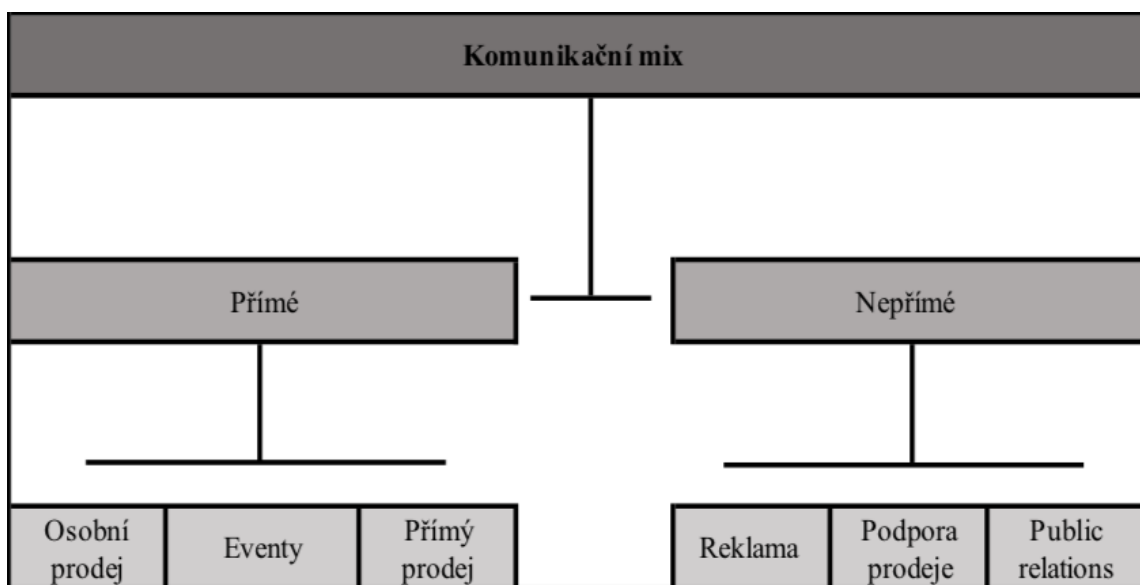 Komunikační mix
Přímé
Nepřímé
Osobní
prodej
Eventy
Přímý
prodej
Reklama
Podpora
prodeje
Public
relations